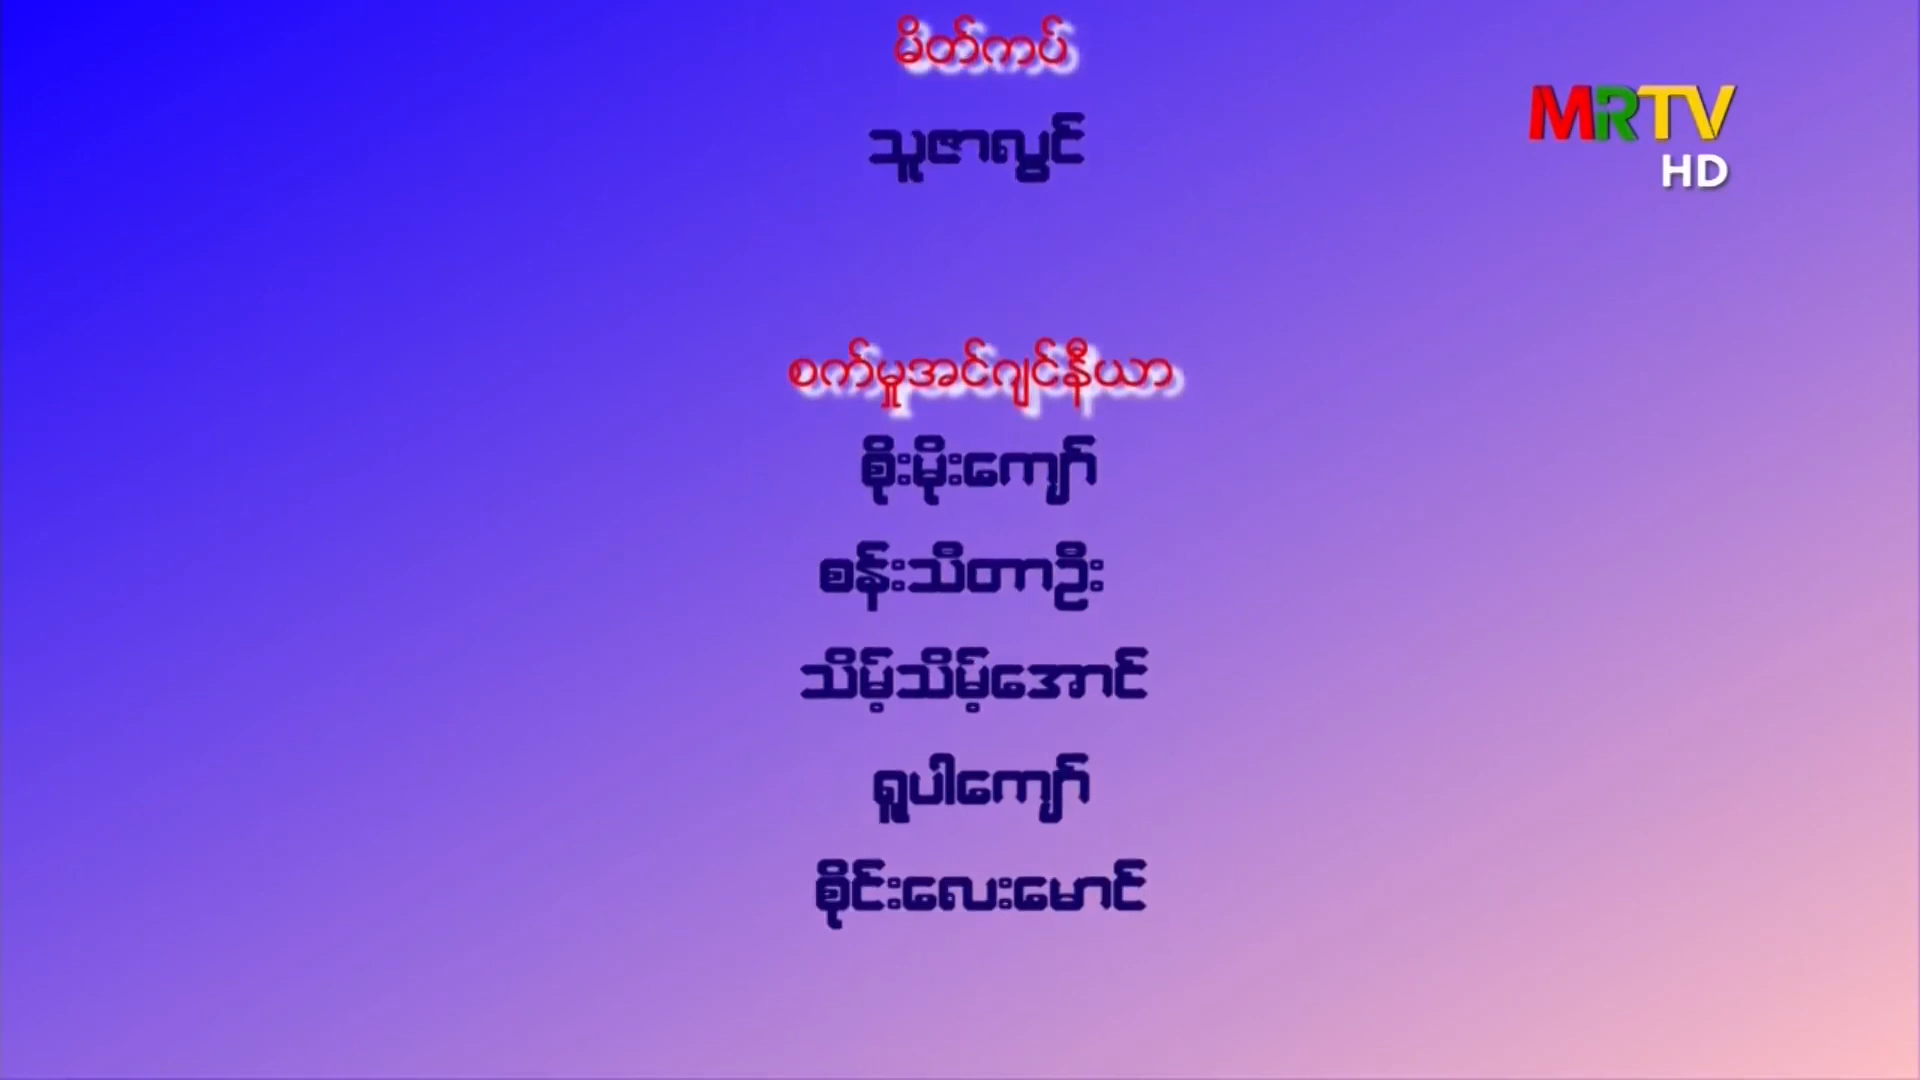 မိတ်ကပ်
သူဇာလွင်
MRTV
HD
စက်မှုအင်ဂျင်နီယာ
စိုးမိုးကျော်
စန်းသီတာဦး
သိမ့်သိမ့်အောင်
ရူပါကျော်
စိုင်းလေးမောင်